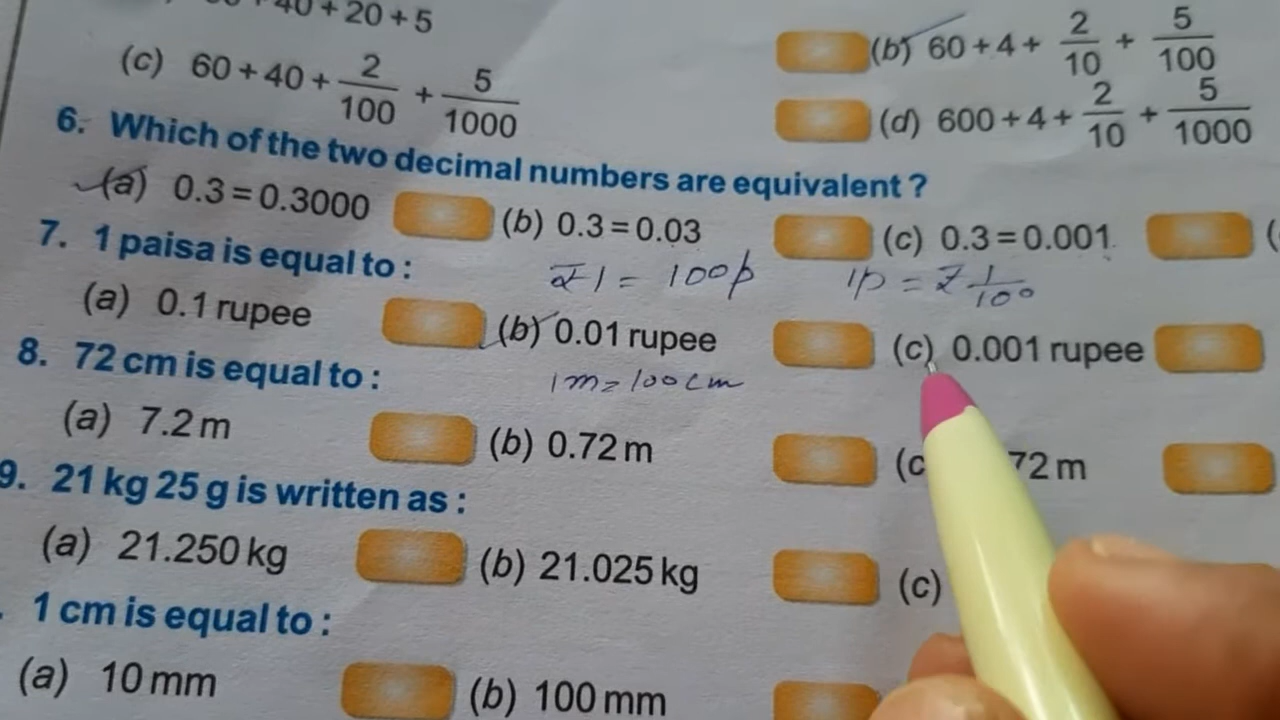 40 + 20 + 5
(b) 60 + 4 + 2/10 + 5/100
(c) 60 + 40 + 2/100 + 5/1000
(d) 600 + 4 + 2/10 + 5/1000
6. Which of the two decimal numbers are equivalent ?
(a) 0.3 = 0.3000 (b) 0.3 = 0.03 (c) 0.3 = 0.001 (
7. 1 paisa is equal to :
₹1 = 100p 1p = ₹ 1/100
(a) 0.1 rupee (b) 0.01 rupee (c) 0.001 rupee
8. 72 cm is equal to :
1m = 100cm
(a) 7.2 m (b) 0.72 m (c 72 m
9. 21 kg 25 g is written as :
(a) 21.250 kg (b) 21.025 kg (c)
. 1 cm is equal to :
(a) 10 mm (b) 100 mm